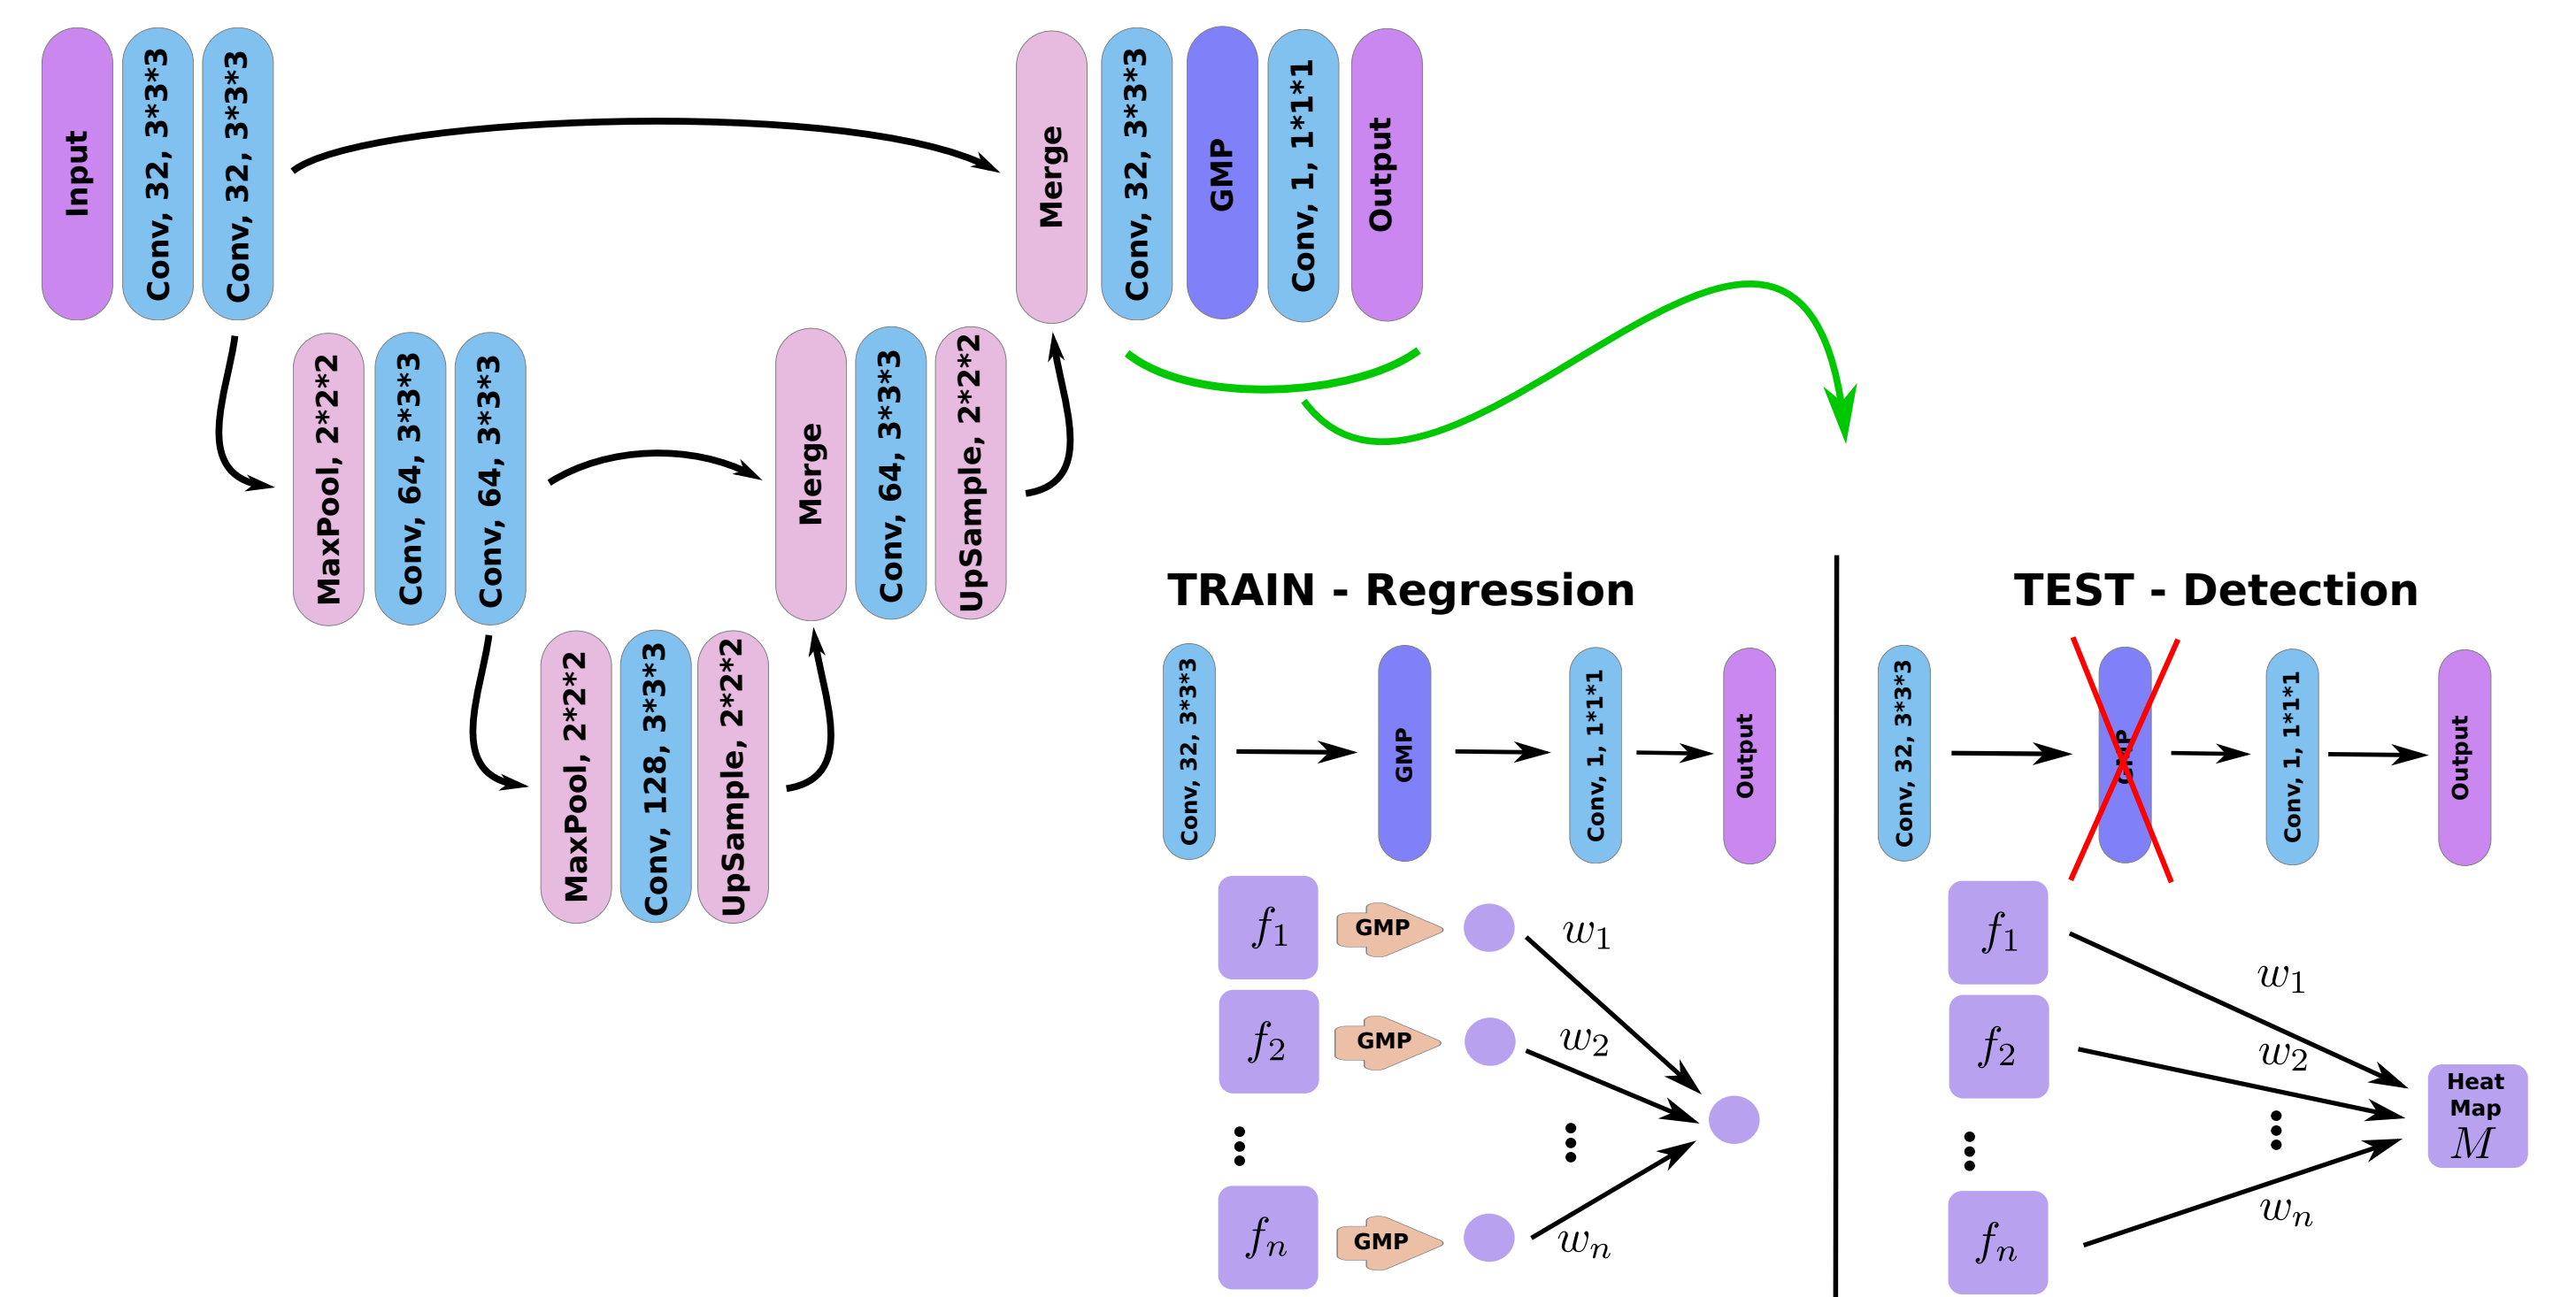 Input
Conv, 32, 3*3*3
Conv, 32, 3*3*3
Merge
Conv, 32, 3*3*3
GMP
Conv, 1, 1*1*1
Output
MaxPool, 2*2*2
Conv, 64, 3*3*3
Conv, 64, 3*3*3
Merge
Conv, 64, 3*3*3
UpSample, 2*2*2
MaxPool, 2*2*2
Conv, 128, 3*3*3
UpSample, 2*2*2
TRAIN - Regression
Conv, 32, 3*3*3
GMP
Conv, 1, 1*1*1
Output
f1
GMP
w1
f2
GMP
w2
fn
GMP
wn
TEST - Detection
Conv, 32, 3*3*3
GMP
Conv, 1, 1*1*1
Output
f1
w1
f2
w2
fn
wn
Heat
Map
M